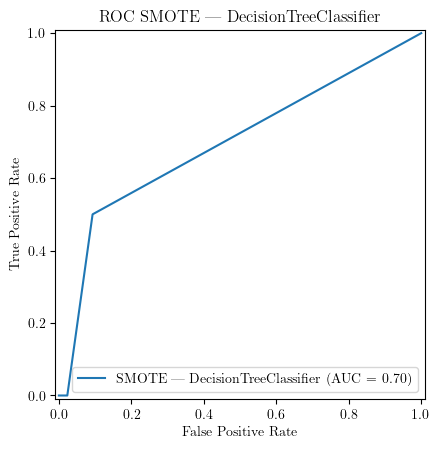 ROC SMOTE — DecisionTreeClassifier
1.0
0.8
0.6
0.4
0.2
0.0
True Positive Rate
SMOTE — DecisionTreeClassifier (AUC = 0.70)
0.0 0.2 0.4 0.6 0.8 1.0
False Positive Rate